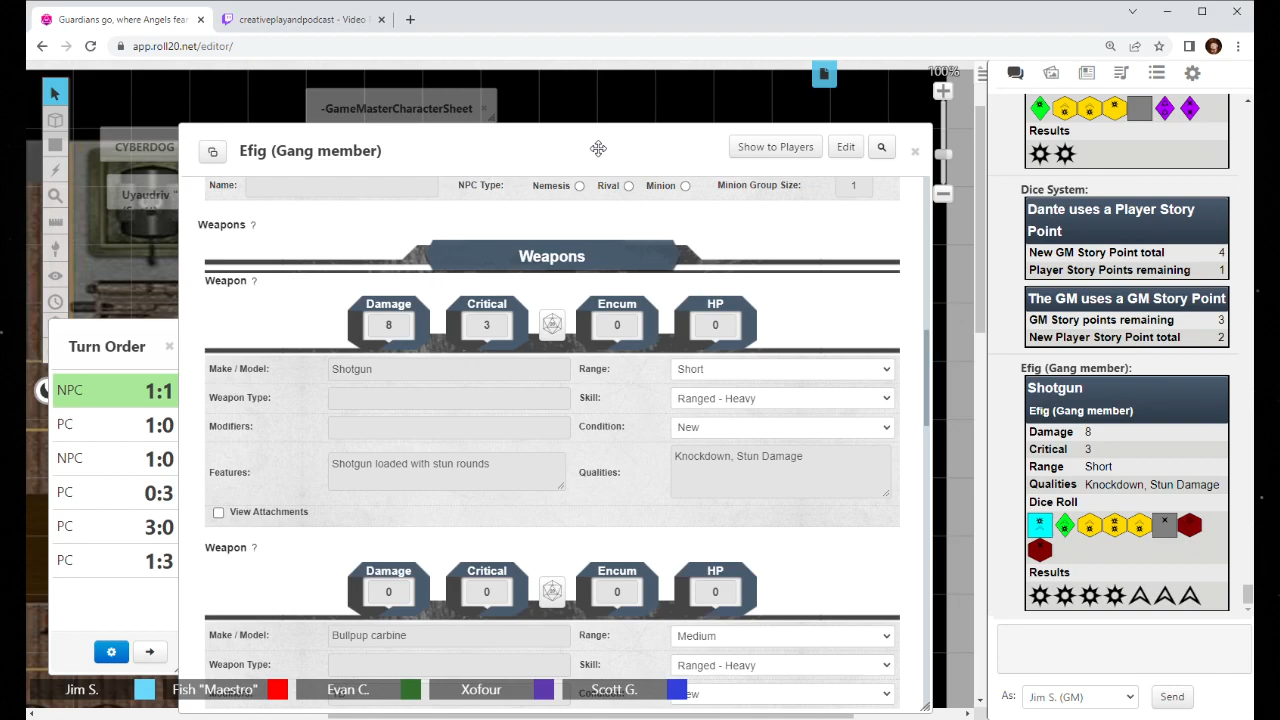 Guardians go, where Angels fear
creativeplayandpodcast - Video
app.roll20.net/editor/
100%
-GameMasterCharacterSheet
CYBERDOG
Uyaudriv "
Efig (Gang member)
Show to Players
Edit
Name:
NPC Type:
Nemesis
Rival
Minion
Minion Group Size:
1
Weapons ?
Weapons
Weapon ?
Damage
Critical
Encum
HP
8
3
0
0
Make / Model:
Shotgun
Range:
Short
Weapon Type:
Skill:
Ranged - Heavy
Modifiers:
Condition:
New
Features:
Shotgun loaded with stun rounds
Qualities:
Knockdown, Stun Damage
View Attachments
Weapon ?
Damage
Critical
Encum
HP
0
0
0
0
Make / Model:
Bullpup carbine
Range:
Medium
Weapon Type:
Skill:
Ranged - Heavy
Turn Order
NPC 1:1
PC 1:0
NPC 1:0
PC 0:3
PC 3:0
PC 1:3
Jim S.
Fish "Maestro"
Evan C.
Xofour
Scott G.
Results
Dice System:
Dante uses a Player Story
Point
New GM Story Point total 4
Player Story Points remaining 1
The GM uses a GM Story Point
GM Story points remaining 3
New Player Story Point total 2
Efig (Gang member):
Shotgun
Efig (Gang member)
Damage 8
Critical 3
Range Short
Qualities Knockdown, Stun Damage
Dice Roll
Results
As:
Jim S. (GM)
Send